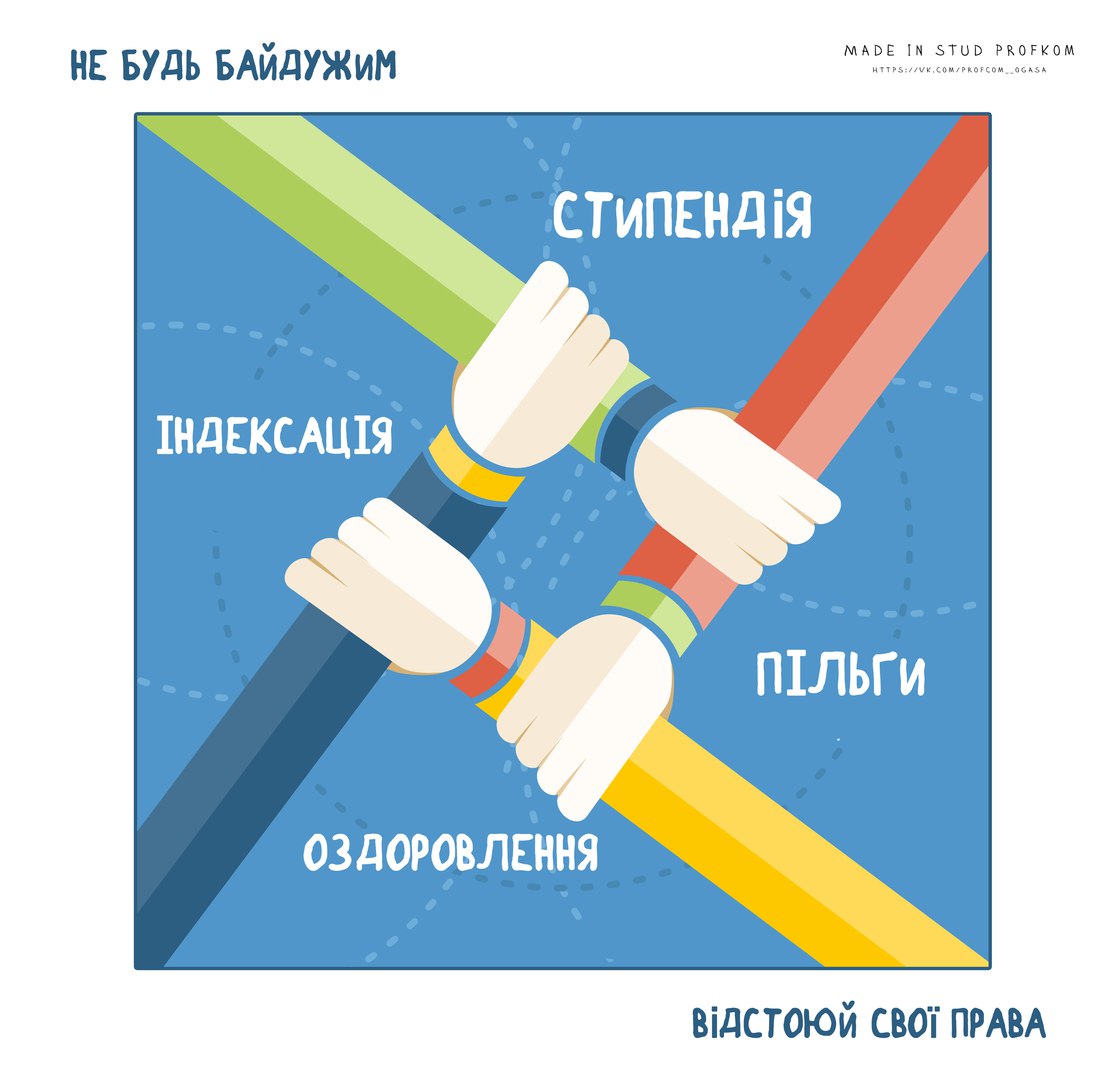 НЕ БУДЬ БАЙДУЖИМ
MADE IN STUD PROFKOM
HTTPS://VK.COM/PROFCOM__OGASA
СТИПЕНДІЯ
ІНДЕКСАЦІЯ
ПІЛЬГИ
ОЗДОРОВЛЕННЯ
ВІДСТОЮЙ СВОЇ ПРАВА